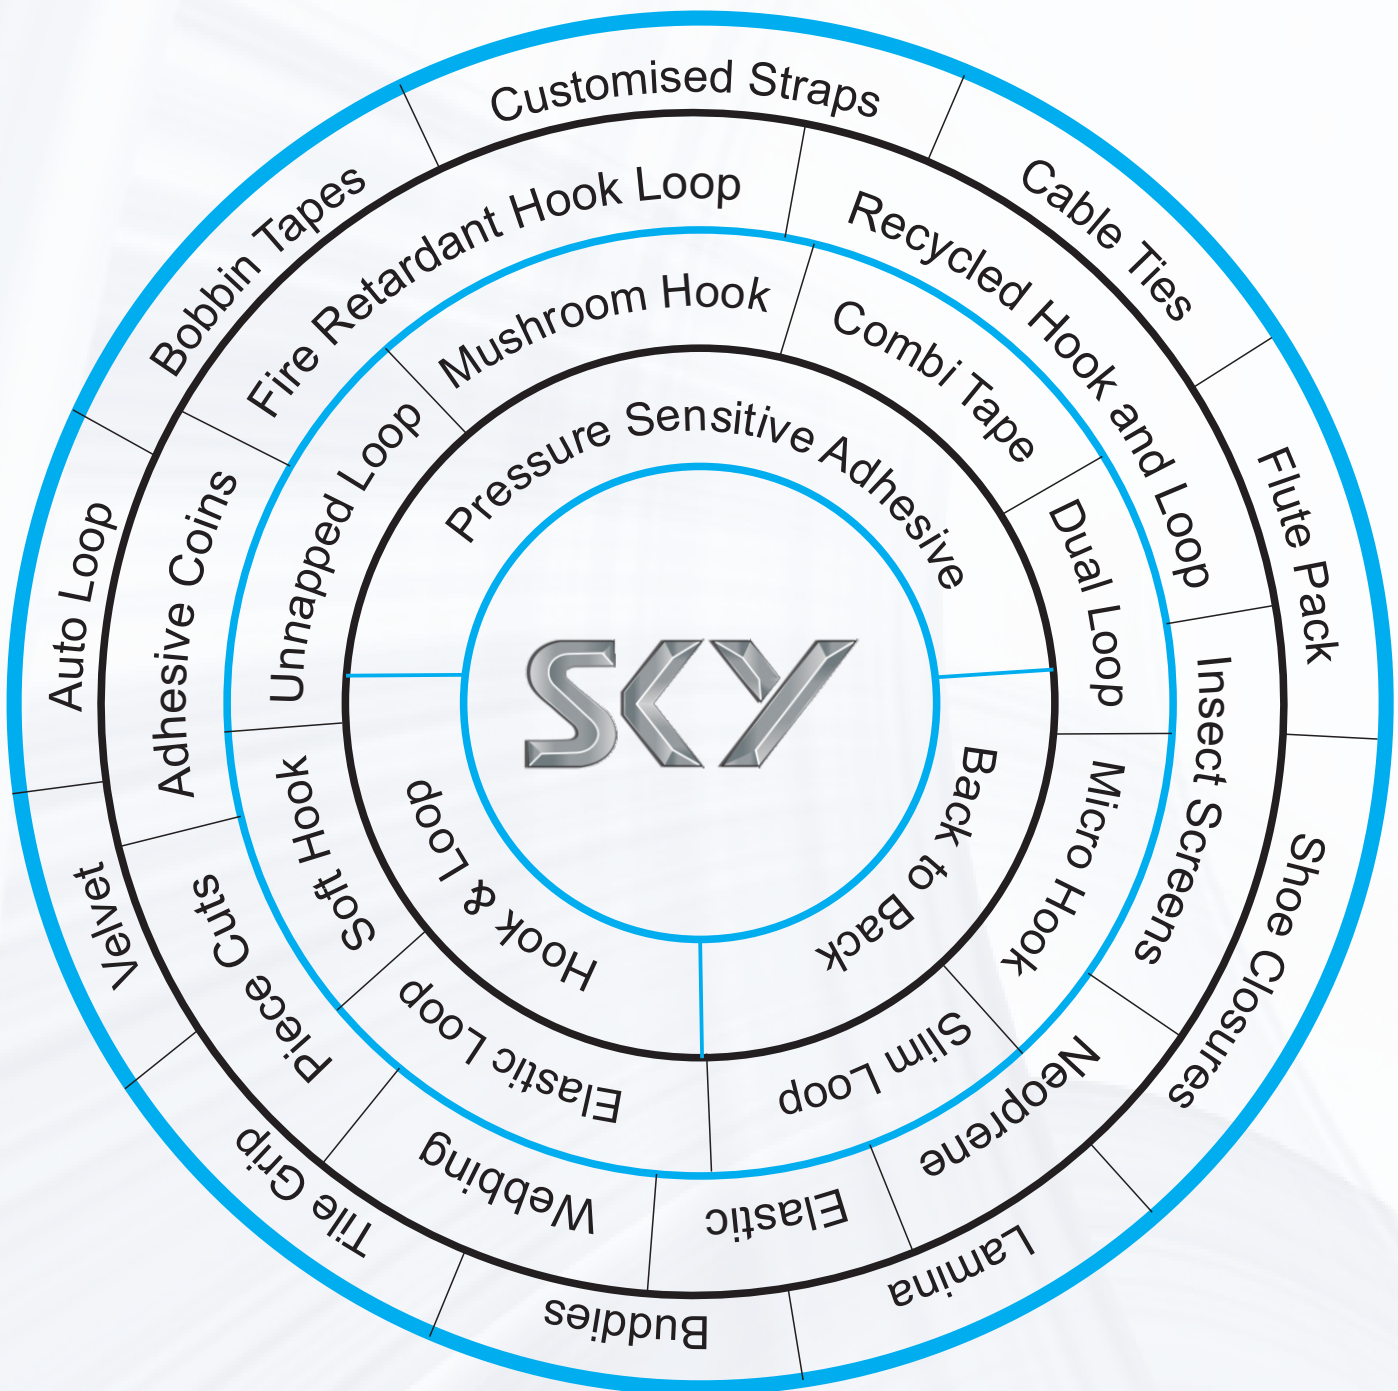 Customised Straps
Cable Ties
Flute Pack
Shoe Closures
Lamina
Buddies
Tile Grip
Velvet
Auto Loop
Bobbin Tapes
Fire Retardant Hook Loop
Recycled Hook and Loop
Insect Screens
Neoprene
Elastic
Webbing
Piece Cuts
Adhesive Coins
Mushroom Hook
Combi Tape
Dual Loop
Micro Hook
Slim Loop
Elastic Loop
Soft Hook
Unnapped Loop
Pressure Sensitive Adhesive
Back to Back
Hook & Loop
SKY